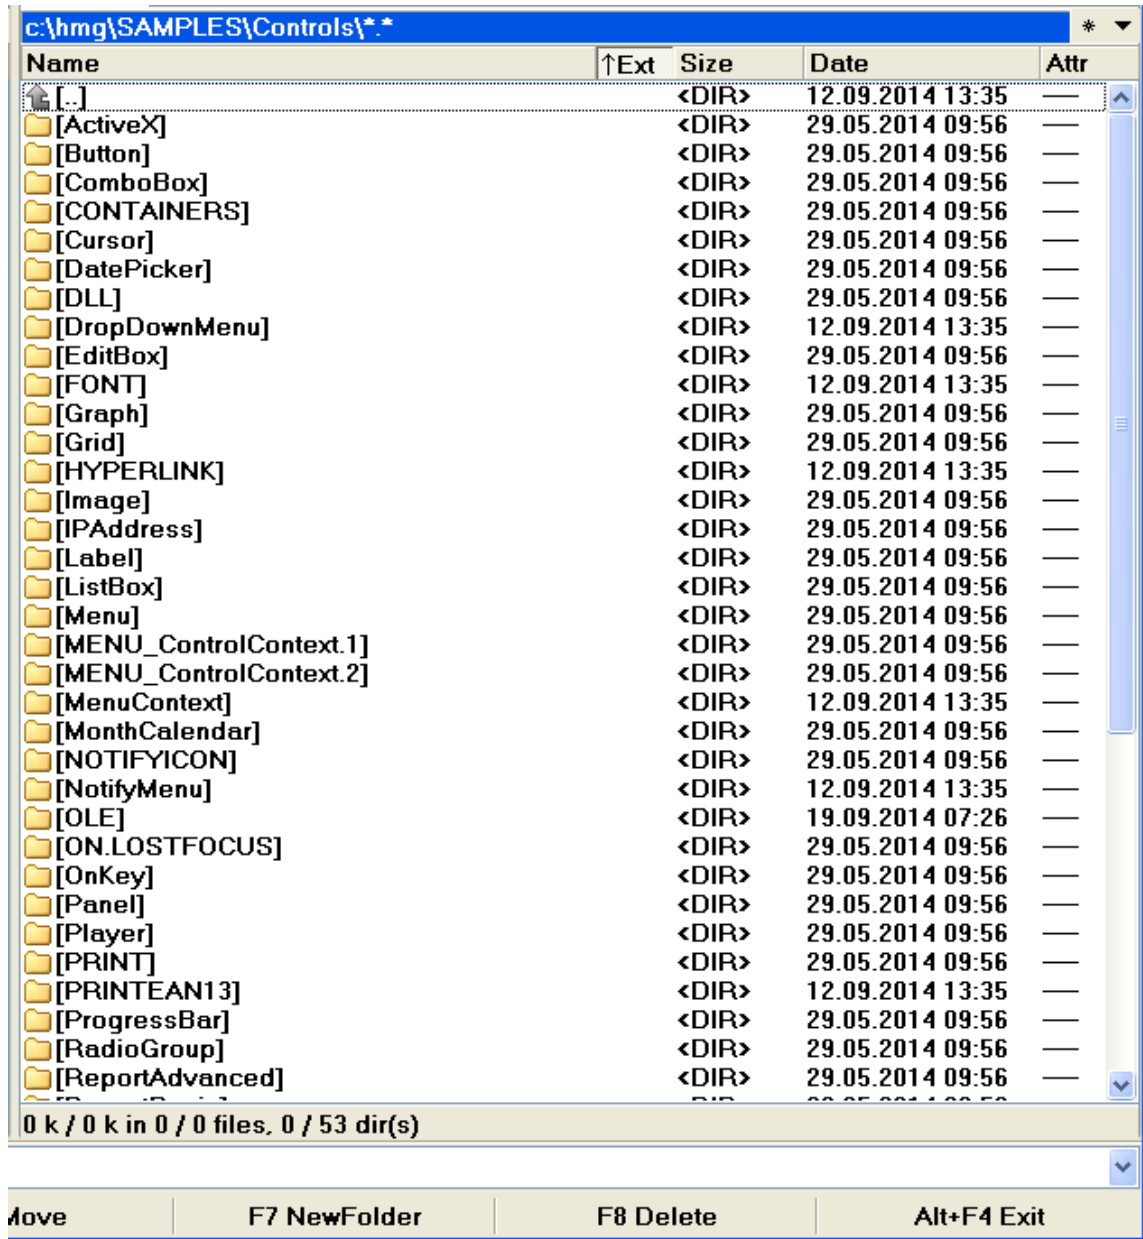 c:\hmg\SAMPLES\Controls\*.* * ▼
Name ↑Ext Size Date Attr
[..] <DIR> 12.09.2014 13:35 ----
[ActiveX] <DIR> 29.05.2014 09:56 ----
[Button] <DIR> 29.05.2014 09:56 ----
[ComboBox] <DIR> 29.05.2014 09:56 ----
[CONTAINERS] <DIR> 29.05.2014 09:56 ----
[Cursor] <DIR> 29.05.2014 09:56 ----
[DatePicker] <DIR> 29.05.2014 09:56 ----
[DLL] <DIR> 29.05.2014 09:56 ----
[DropDownMenu] <DIR> 12.09.2014 13:35 ----
[EditBox] <DIR> 29.05.2014 09:56 ----
[FONT] <DIR> 12.09.2014 13:35 ----
[Graph] <DIR> 29.05.2014 09:56 ----
[Grid] <DIR> 29.05.2014 09:56 ----
[HYPERLINK] <DIR> 12.09.2014 13:35 ----
[Image] <DIR> 29.05.2014 09:56 ----
[IPAddress] <DIR> 29.05.2014 09:56 ----
[Label] <DIR> 29.05.2014 09:56 ----
[ListBox] <DIR> 29.05.2014 09:56 ----
[Menu] <DIR> 29.05.2014 09:56 ----
[MENU_ControlContext.1] <DIR> 29.05.2014 09:56 ----
[MENU_ControlContext.2] <DIR> 29.05.2014 09:56 ----
[MenuContext] <DIR> 12.09.2014 13:35 ----
[MonthCalendar] <DIR> 29.05.2014 09:56 ----
[NOTIFYICON] <DIR> 29.05.2014 09:56 ----
[NotifyMenu] <DIR> 12.09.2014 13:35 ----
[OLE] <DIR> 19.09.2014 07:26 ----
[ON.LOSTFOCUS] <DIR> 29.05.2014 09:56 ----
[OnKey] <DIR> 29.05.2014 09:56 ----
[Panel] <DIR> 29.05.2014 09:56 ----
[Player] <DIR> 29.05.2014 09:56 ----
[PRINT] <DIR> 29.05.2014 09:56 ----
[PRINTEAN13] <DIR> 12.09.2014 13:35 ----
[ProgressBar] <DIR> 29.05.2014 09:56 ----
[RadioGroup] <DIR> 29.05.2014 09:56 ----
[ReportAdvanced] <DIR> 29.05.2014 09:56 ----
0 k / 0 k in 0 / 0 files, 0 / 53 dir(s)
Move F7 NewFolder F8 Delete Alt+F4 Exit